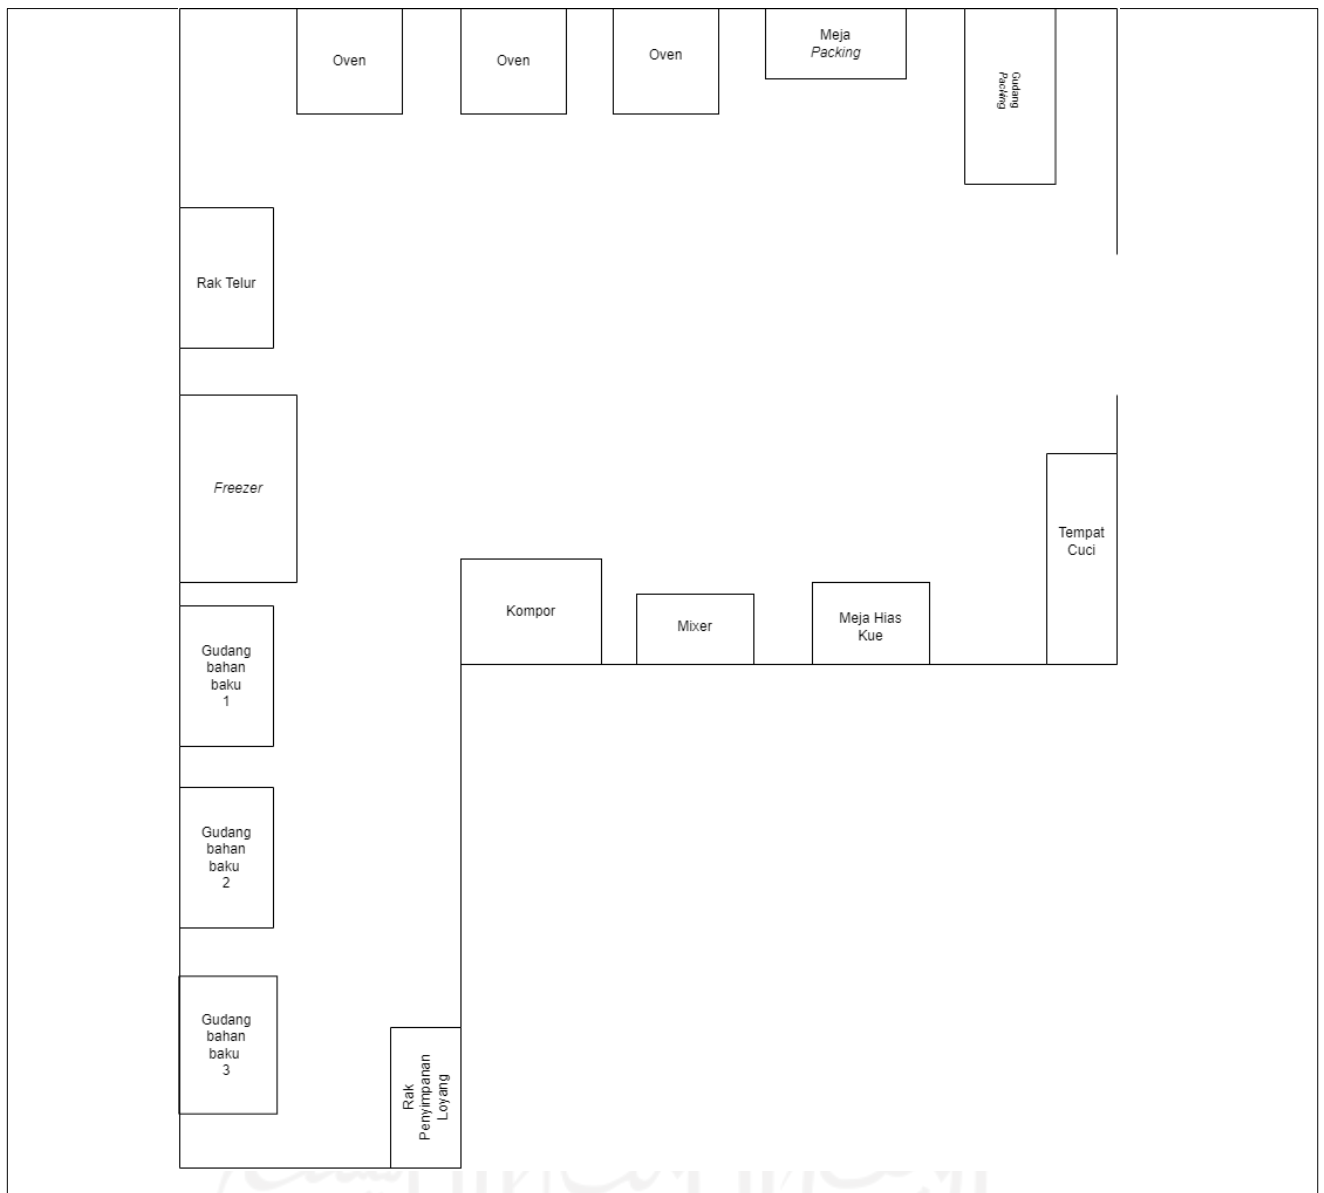 Oven
Oven
Oven
Meja
Packing
Gudang
Packing
Rak Telur
Freezer
Tempat
Cuci
Kompor
Mixer
Meja Hias
Kue
Gudang
bahan
baku
1
Gudang
bahan
baku
2
Gudang
bahan
baku
3
Rak
Penyimpanan
Loyang